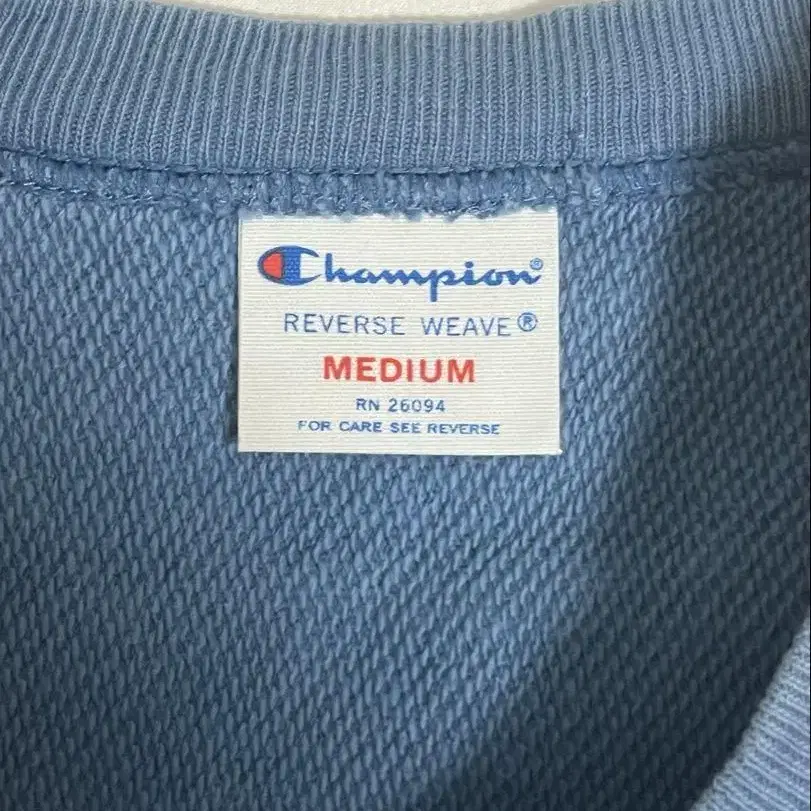 Champion®
REVERSE WEAVE®
MEDIUM
RN 26094
FOR CARE SEE REVERSE